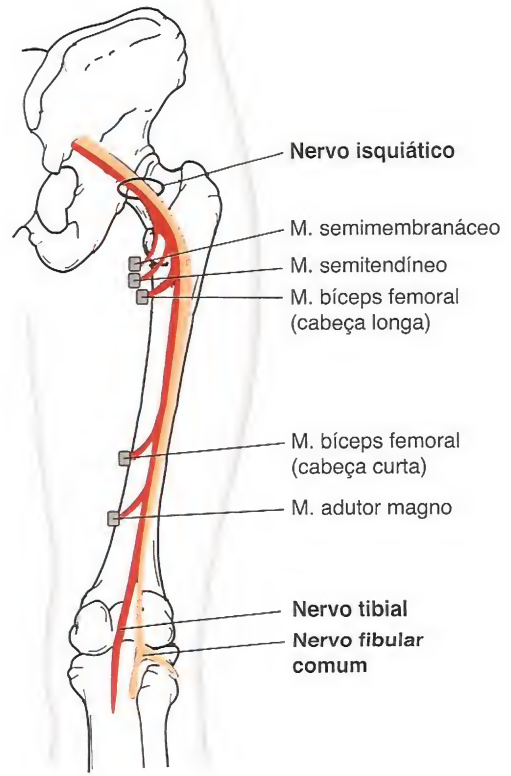 Nervo isquiático
M. semimembranáceo
M. semitendíneo
M. bíceps femoral
(cabeça longa)
M. bíceps femoral
(cabeça curta)
M. adutor magno
Nervo tibial
Nervo fibular
comum